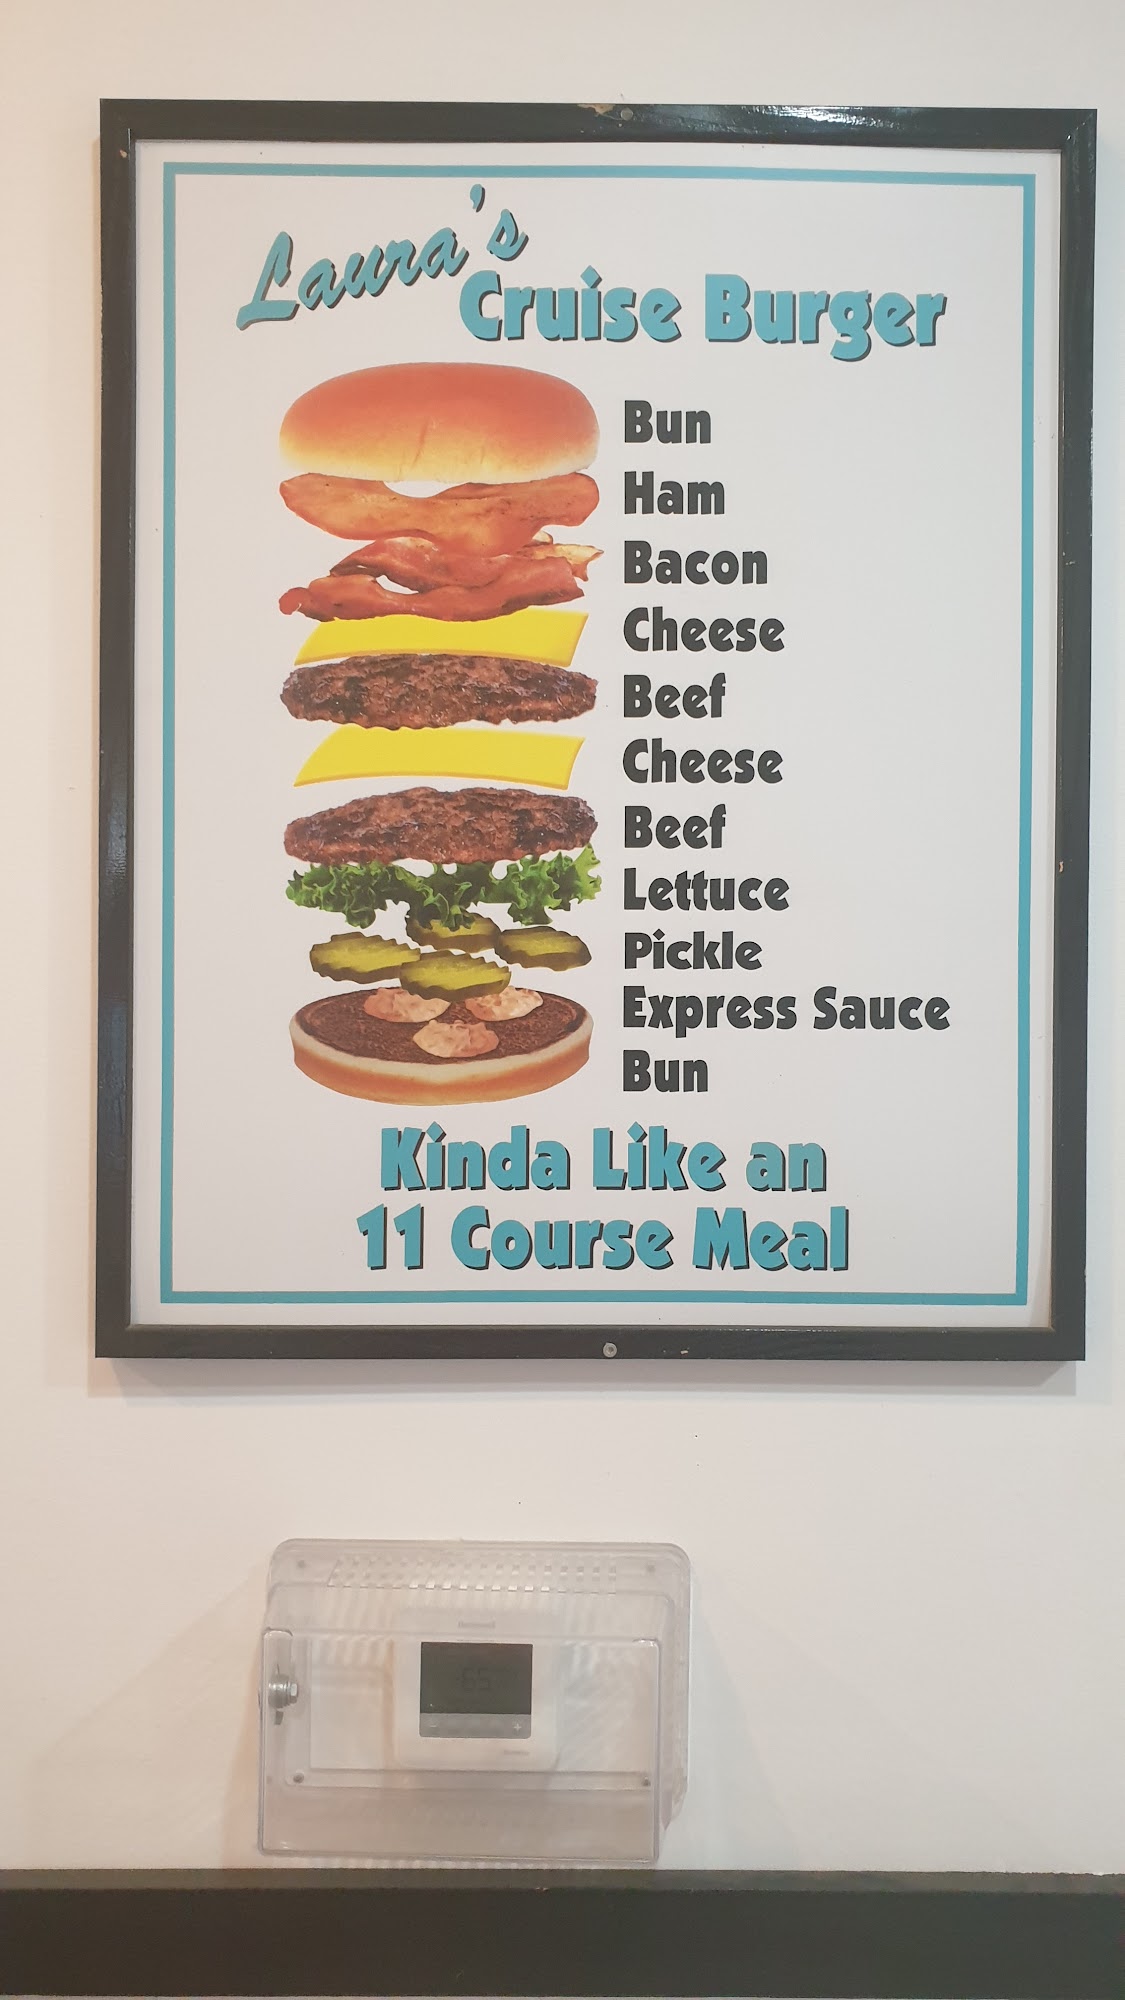 Laura's
Cruise Burger
Bun
Ham
Bacon
Cheese
Beef
Cheese
Beef
Lettuce
Pickle
Express Sauce
Bun
Kinda Like an
11 Course Meal
65